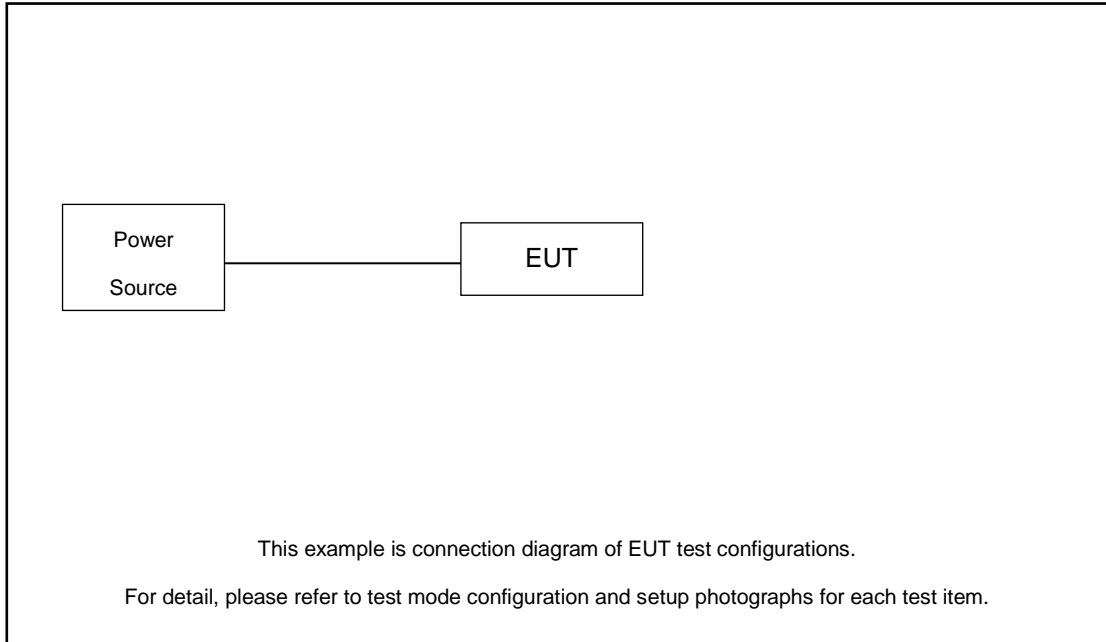 Power
Source
EUT
This example is connection diagram of EUT test configurations.
For detail, please refer to test mode configuration and setup photographs for each test item.